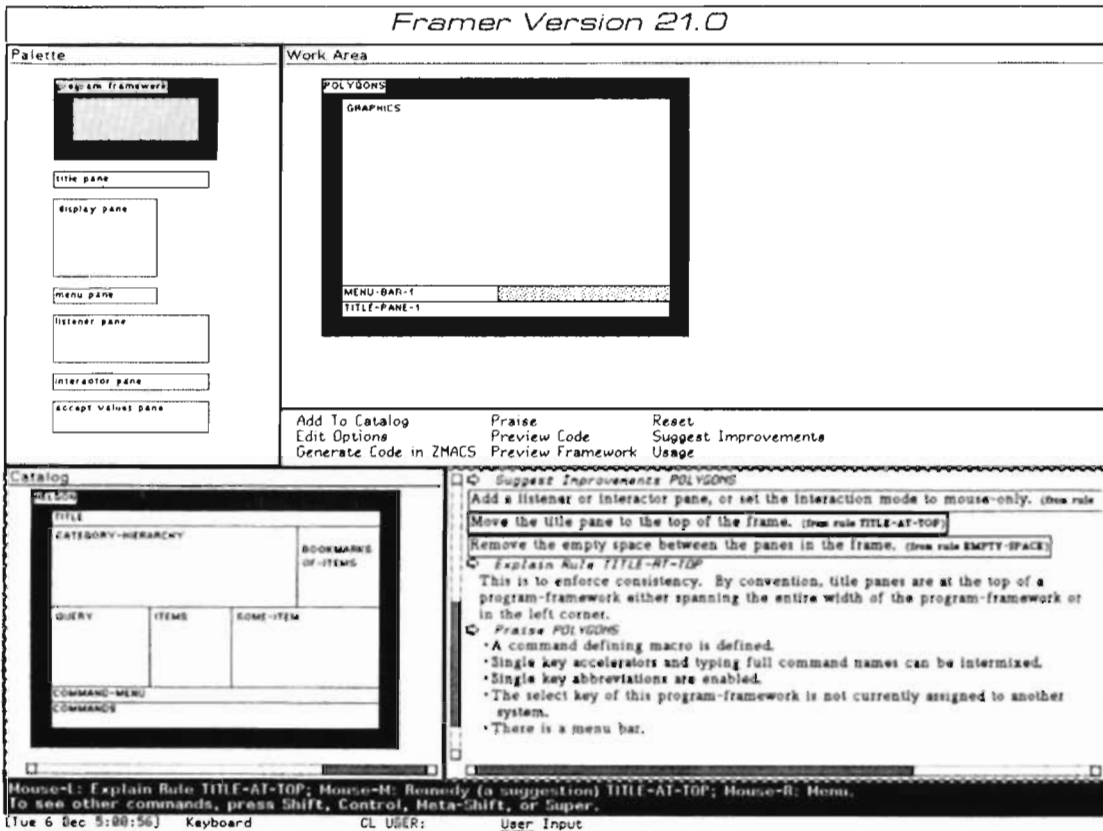 Framer Version 21.0
Palette
program framework
title pane
display pane
menu pane
listener pane
interactor pane
accept values pane
Work Area
POLYGONS
GRAPHICS
MENU-BAR-1
TITLE-PANE-1
Add To Catalog Praise Reset
Edit Options Preview Code Suggest Improvements
Generate Code in ZMACS Preview Framework Usage
Catalog
NELSON
TITLE
CATEGORY-HIERARCHY
BOOKMARKS
OF-ITEMS
QUERY ITEMS SOME-ITEM
COMMAND-MENU
COMMANDS
Suggest Improvements POLYGONS
Add a listener or interactor pane, or set the interaction mode to mouse-only. (from rule
Move the title pane to the top of the frame. (from rule TITLE-AT-TOP)
Remove the empty space between the panes in the frame. (from rule EMPTY-SPACE)
Explain Rule TITLE-AT-TOP
This is to enforce consistency. By convention, title panes are at the top of a
program-framework either spanning the entire width of the program-framework or
in the left corner.
Praise POLYGONS
•A command defining macro is defined.
•Single key accelerators and typing full command names can be intermixed.
•Single key abbreviations are enabled.
•The select key of this program-framework is not currently assigned to another
system.
•There is a menu bar.
Mouse-L: Explain Rule TITLE-AT-TOP; Mouse-M: Remedy (a suggestion) TITLE-AT-TOP; Mouse-R: Menu.
To see other commands, press Shift, Control, Meta-Shift, or Super.
[Tue 6 Dec 5:00:56] Keyboard CL USER: User Input